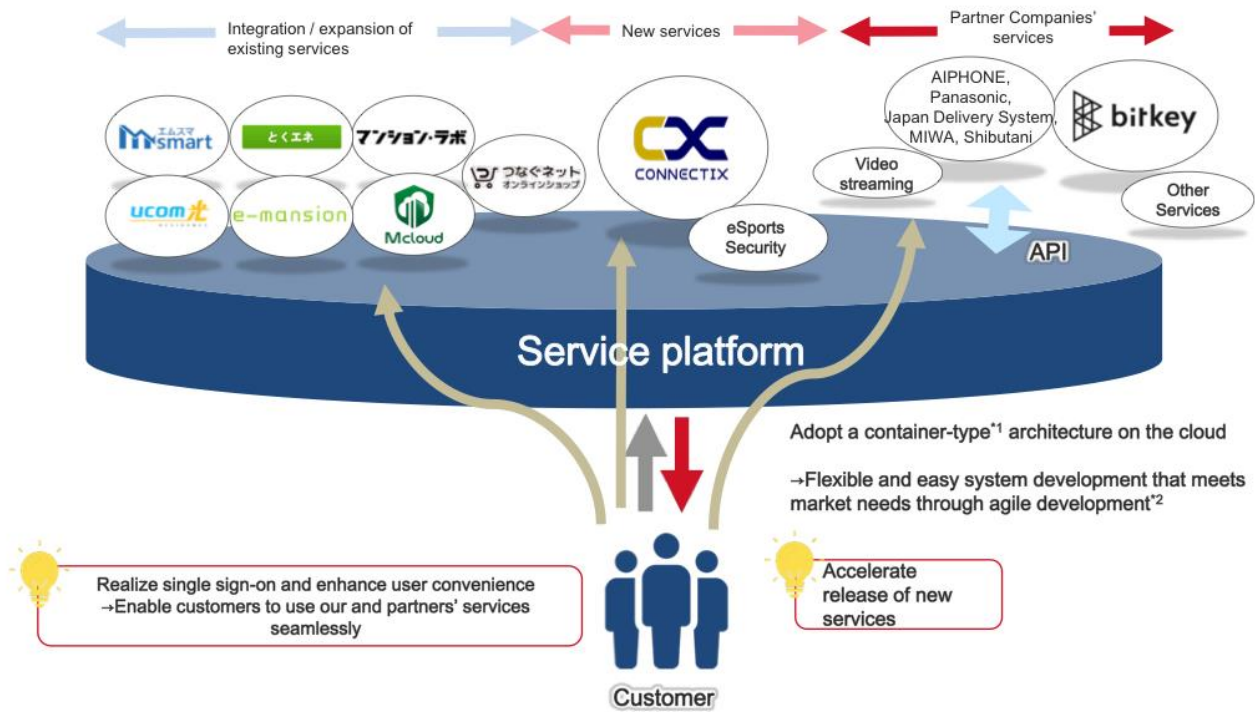 Integration / expansion of
existing services
New services
Partner Companies'
services
エムスマ
smart
とくエネ
マンション・ラボ
つなぐネット
オンラインショップ
ucom光
e-mansion
Mcloud
CX
CONNECTIX
eSports
Security
Video
streaming
AIPHONE,
Panasonic,
Japan Delivery System,
MIWA, Shibutani
bitkey
Other
Services
API
Service platform
Adopt a container-type*1 architecture on the cloud
→Flexible and easy system development that meets
market needs through agile development*2
Realize single sign-on and enhance user convenience
→Enable customers to use our and partners' services
seamlessly
Accelerate
release of new
services
Customer